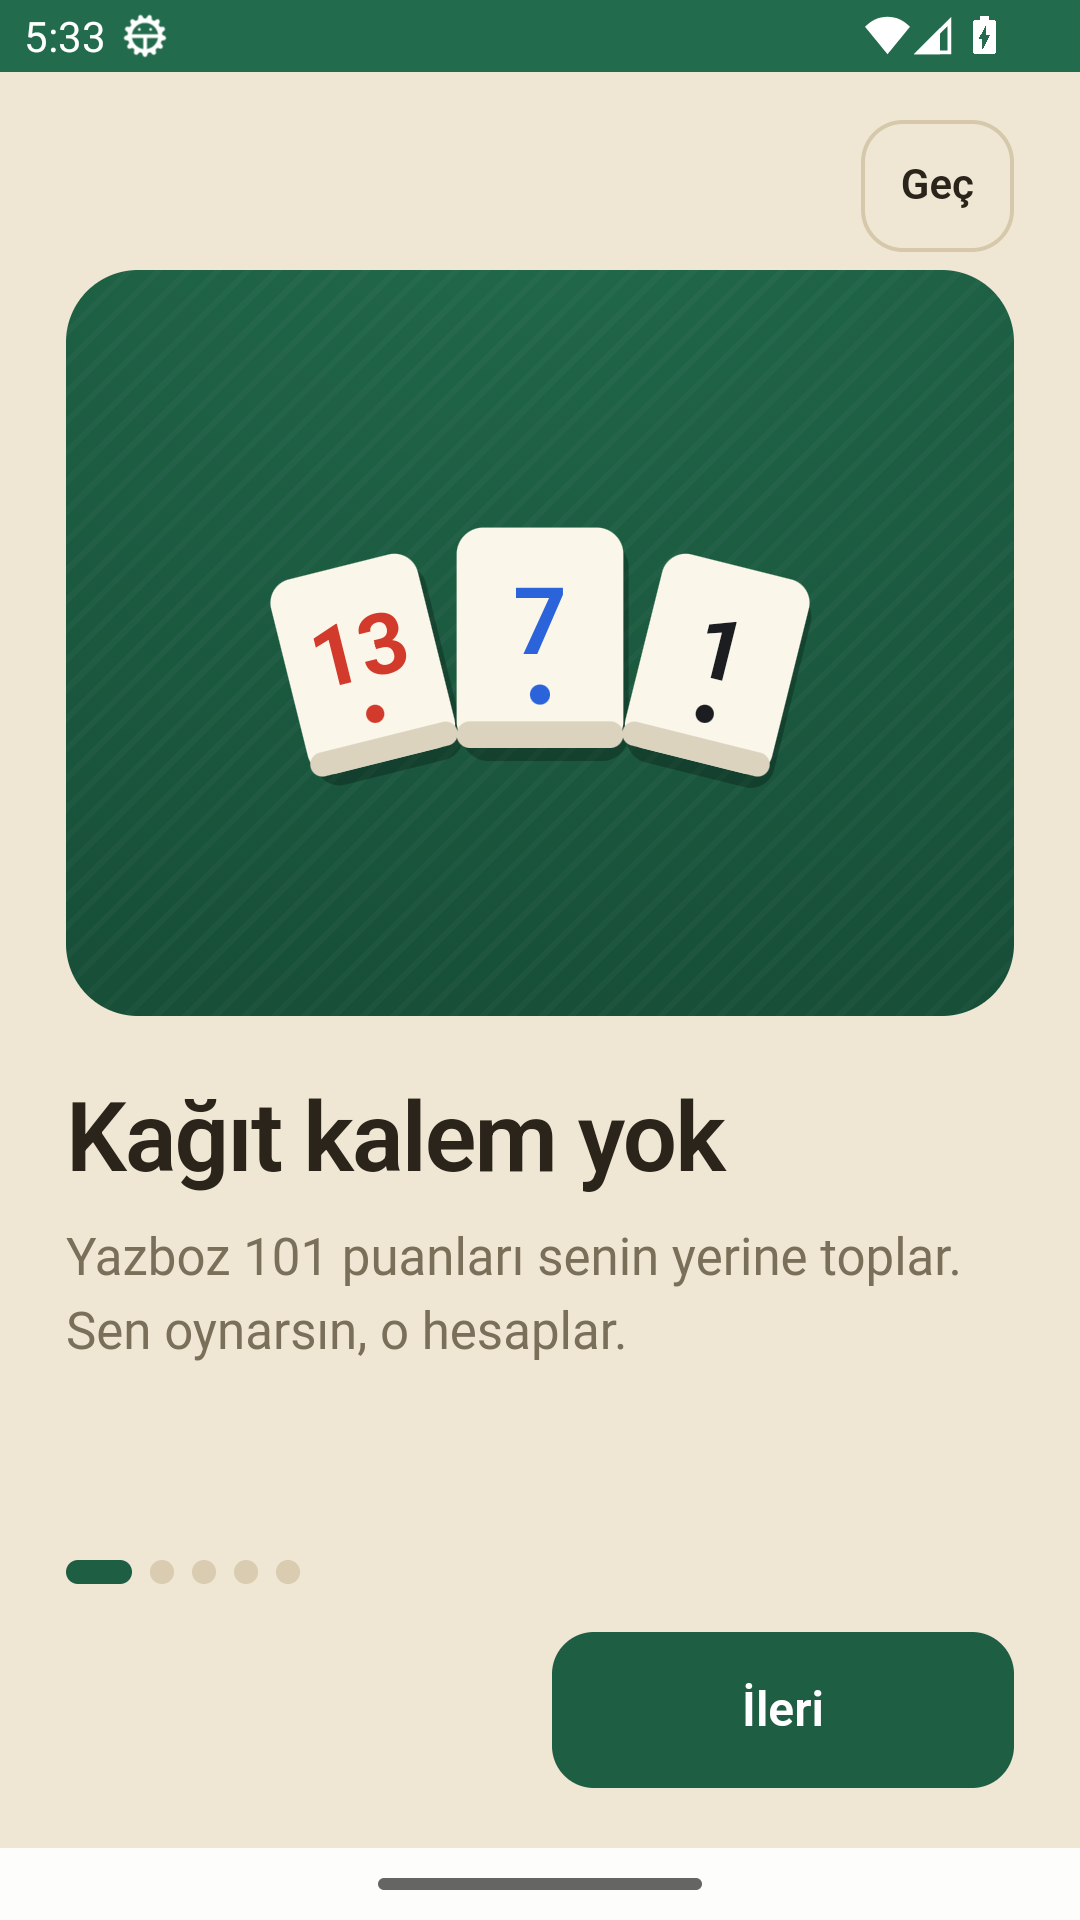 5:33
Geç
13
7
1
Kağıt kalem yok
Yazboz 101 puanları senin yerine toplar.
Sen oynarsın, o hesaplar.
İleri